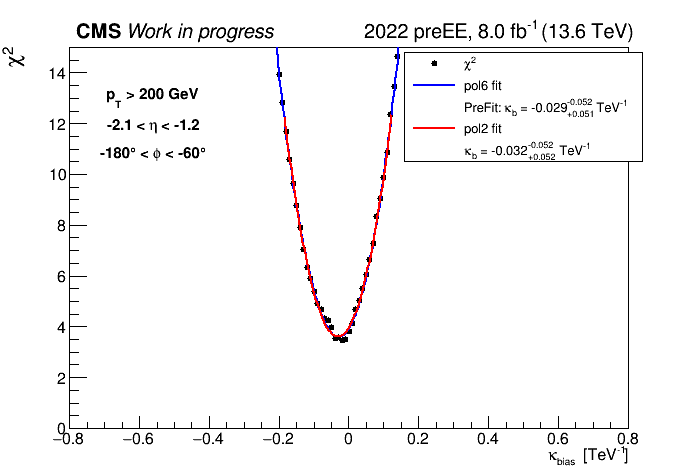 CMS Work in progress 2022 preEE, 8.0 fb⁻¹ (13.6 TeV)
χ²
14
12
10
8
6
4
2
0
p_T > 200 GeV
-2.1 < η < -1.2
-180° < ϕ < -60°
χ²
pol6 fit
PreFit: κ_b = -0.029 -0.052 +0.051 TeV⁻¹
pol2 fit
κ_b = -0.032 -0.052 +0.052 TeV⁻¹
−0.8 −0.6 −0.4 −0.2 0 0.2 0.4 0.6 0.8
κ_bias [TeV⁻¹]